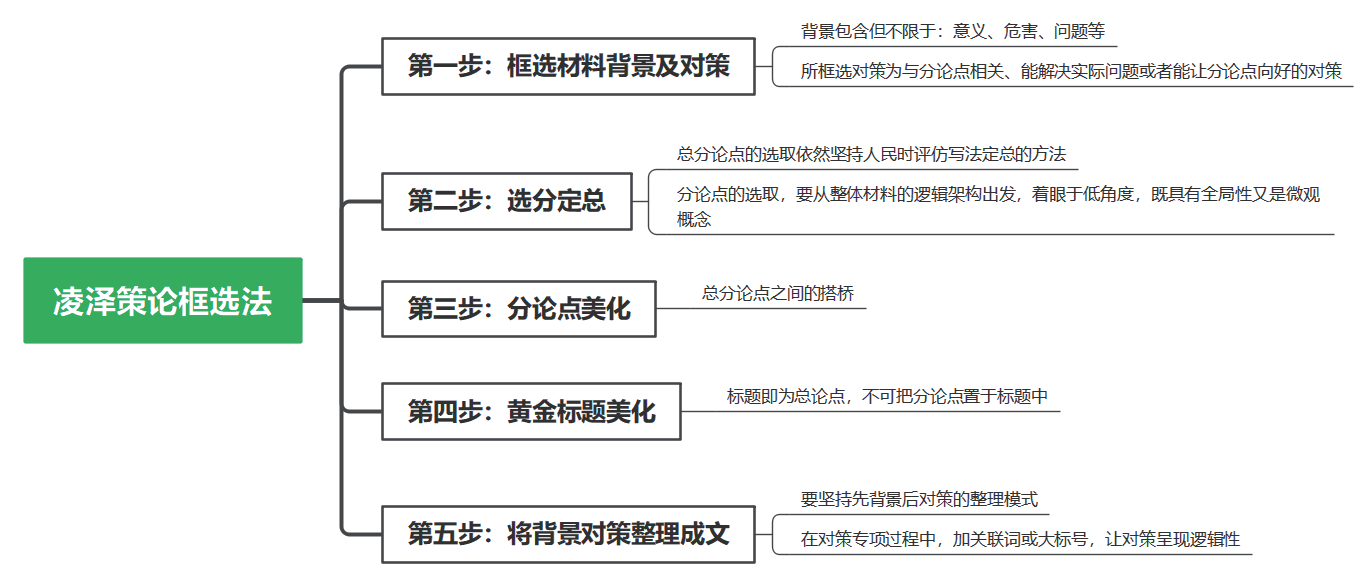 凌泽策论框选法
第一步：框选材料背景及对策
背景包含但不限于：意义、危害、问题等
所框选对策为与分论点相关、能解决实际问题或者能让分论点向好的对策
第二步：选分定总
总分论点的选取依然坚持人民时评仿写法定总的方法
分论点的选取，要从整体材料的逻辑架构出发，着眼于低角度，既具有全局性又是微观
概念
第三步：分论点美化
总分论点之间的搭桥
第四步：黄金标题美化
标题即为总论点，不可把分论点置于标题中
第五步：将背景对策整理成文
要坚持先背景后对策的整理模式
在对策专项过程中，加关联词或大标号，让对策呈现逻辑性